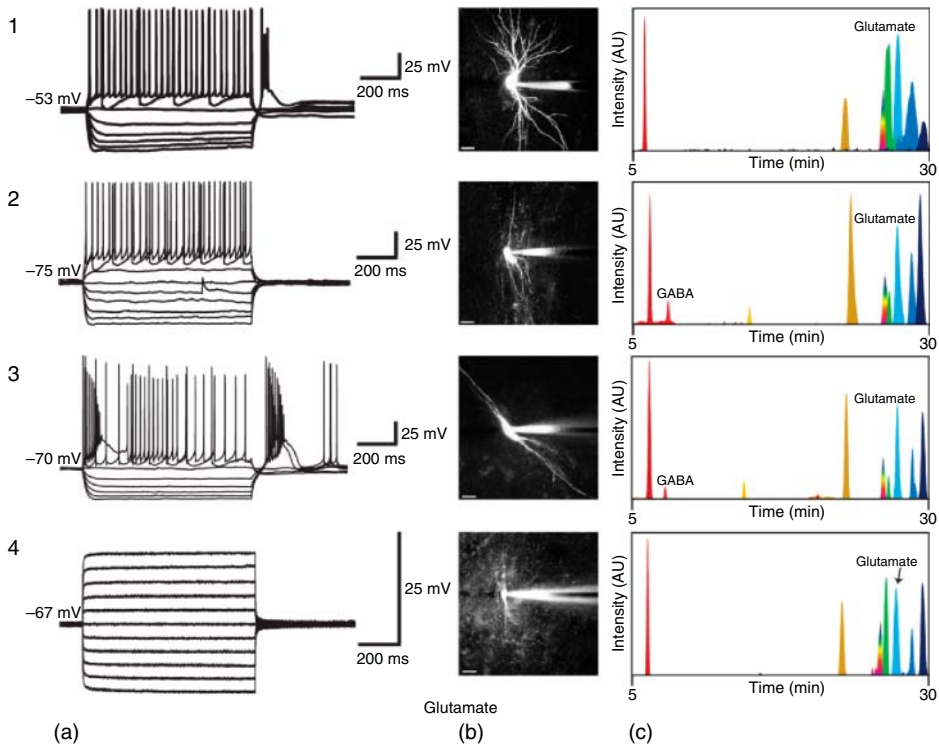 1
–53 mV
25 mV
200 ms
Intensity (AU)
Glutamate
5
Time (min)
30
2
–75 mV
25 mV
200 ms
Intensity (AU)
GABA
Glutamate
5
Time (min)
30
3
–70 mV
25 mV
200 ms
Intensity (AU)
GABA
Glutamate
5
Time (min)
30
4
–67 mV
25 mV
200 ms
Intensity (AU)
Glutamate
5
Time (min)
30
Glutamate
(a)
(b)
(c)